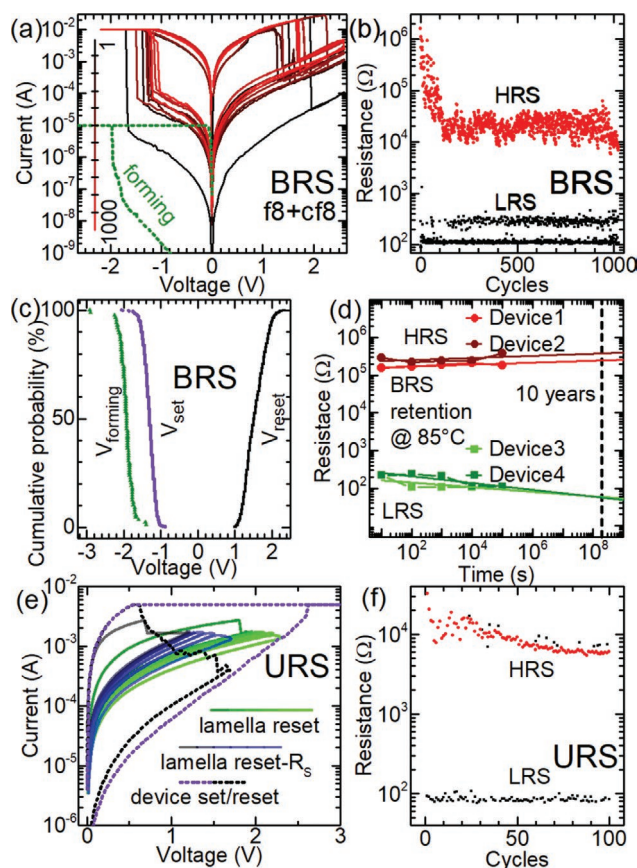 (a)
10⁻²
10⁻³
10⁻⁴
10⁻⁵
10⁻⁶
10⁻⁷
10⁻⁸
10⁻⁹
Current (A)
1
1000
forming
BRS
f8+cf8
-2 -1 0 1 2
Voltage (V)
(b)
10⁶
10⁵
10⁴
10³
10²
Resistance (Ω)
HRS
BRS
LRS
0 500 1000
Cycles
(c)
100
50
0
Cumulative probability (%)
BRS
Vforming
Vset
Vreset
-3 -2 -1 0 1 2
Voltage (V)
(d)
10⁶
10⁵
10⁴
10³
10²
Resistace (Ω)
HRS
Device1
Device2
BRS
retention
@ 85°C
10 years
Device3
Device4
LRS
10² 10⁴ 10⁶ 10⁸
Time (s)
(e)
10⁻²
10⁻³
10⁻⁴
10⁻⁵
10⁻⁶
Current (A)
URS
lamella reset
lamella reset-RS
device set/reset
0 1 2 3
Voltage (V)
(f)
10⁴
10³
10²
Resistance (Ω)
HRS
URS
LRS
0 50 100
Cycles